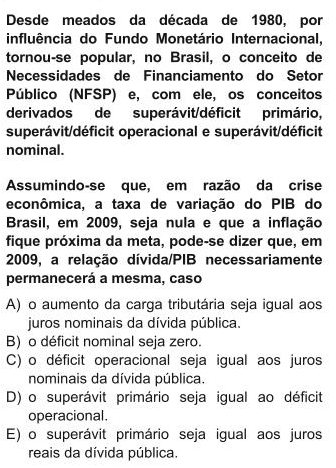 Desde meados da década de 1980, por
influência do Fundo Monetário Internacional,
tornou-se popular, no Brasil, o conceito de
Necessidades de Financiamento do Setor
Público (NFSP) e, com ele, os conceitos
derivados de superávit/déficit primário,
superávit/déficit operacional e superávit/déficit
nominal.
Assumindo-se que, em razão da crise
econômica, a taxa de variação do PIB do
Brasil, em 2009, seja nula e que a inflação
fique próxima da meta, pode-se dizer que, em
2009, a relação dívida/PIB necessariamente
permanecerá a mesma, caso
A) o aumento da carga tributária seja igual aos
juros nominais da dívida pública.
B) o déficit nominal seja zero.
C) o déficit operacional seja igual aos juros
nominais da dívida pública.
D) o superávit primário seja igual ao déficit
operacional.
E) o superávit primário seja igual aos juros
reais da dívida pública.